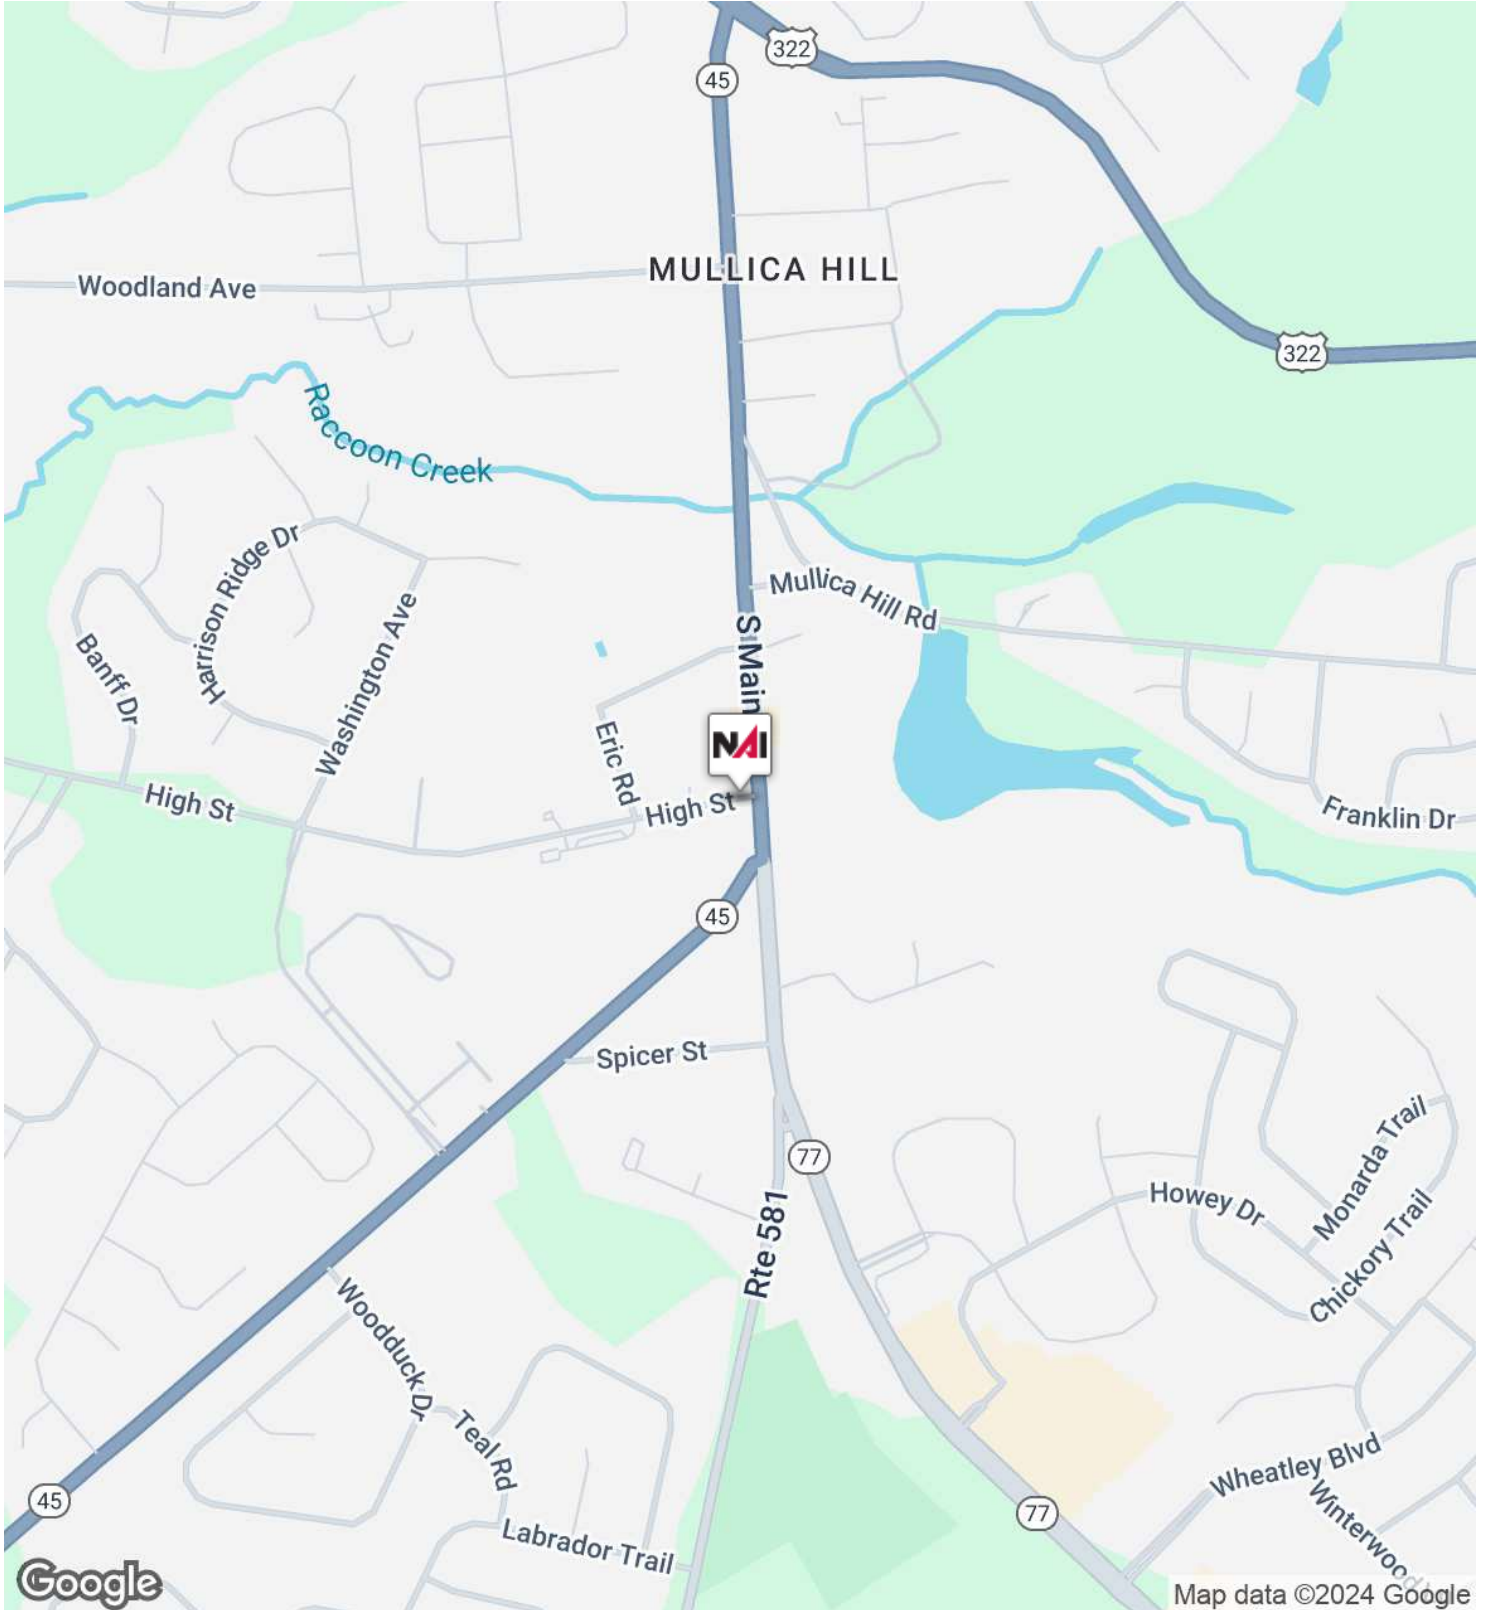 322
45
MULLICA HILL
Woodland Ave
322
Raccoon Creek
Harrison Ridge Dr
Mullica Hill Rd
Washington Ave
Banff Dr
S Main
Eric Rd
NAI
High St
High St
Franklin Dr
45
Spicer St
77
Monarda Trail
Howey Dr
Rte 581
Chickory Trail
Woodduck Dr
Teal Rd
Wheatley Blvd
45
77
Labrador Trail
Google
Map data ©2024 Google